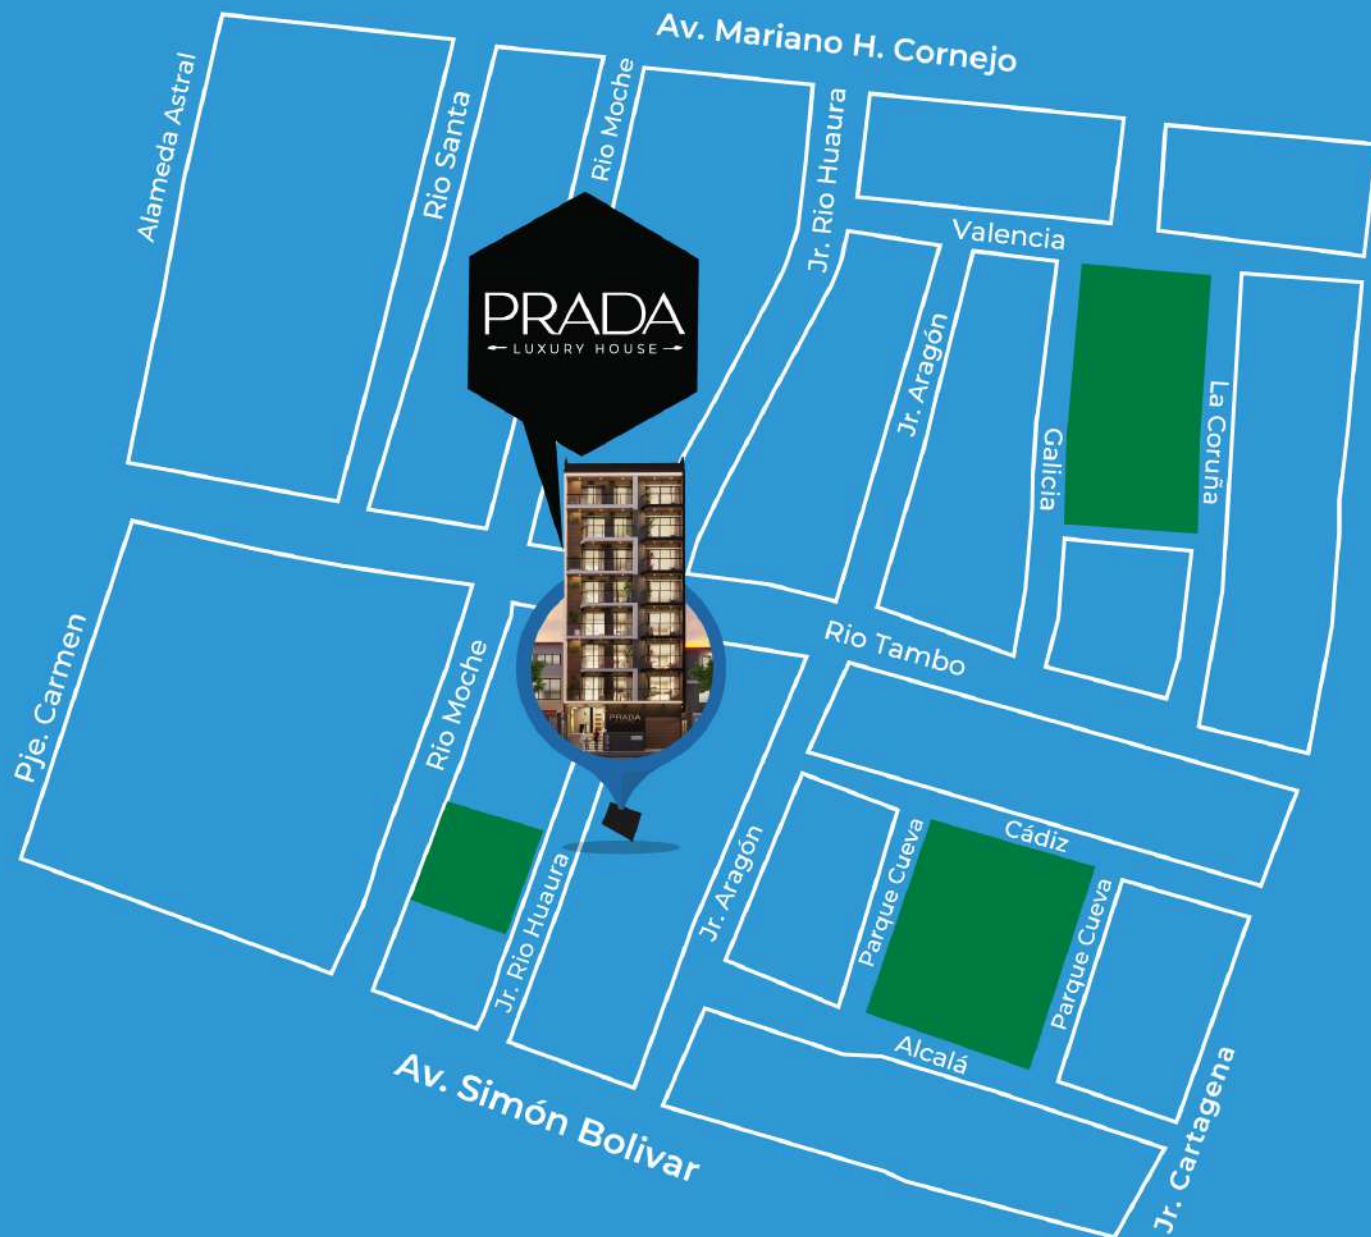 Av. Mariano H. Cornejo
Alameda Astral
Rio Santa
Rio Moche
Jr. Rio Huaura
Valencia
PRADA
LUXURY HOUSE
Jr. Aragón
Galicia
La Coruña
Rio Tambo
Pje. Carmen
Rio Moche
PRADA
Jr. Rio Huaura
Jr. Aragón
Parque Cueva
Cádiz
Parque Cueva
Alcalá
Av. Simón Bolivar
Jr. Cartagena